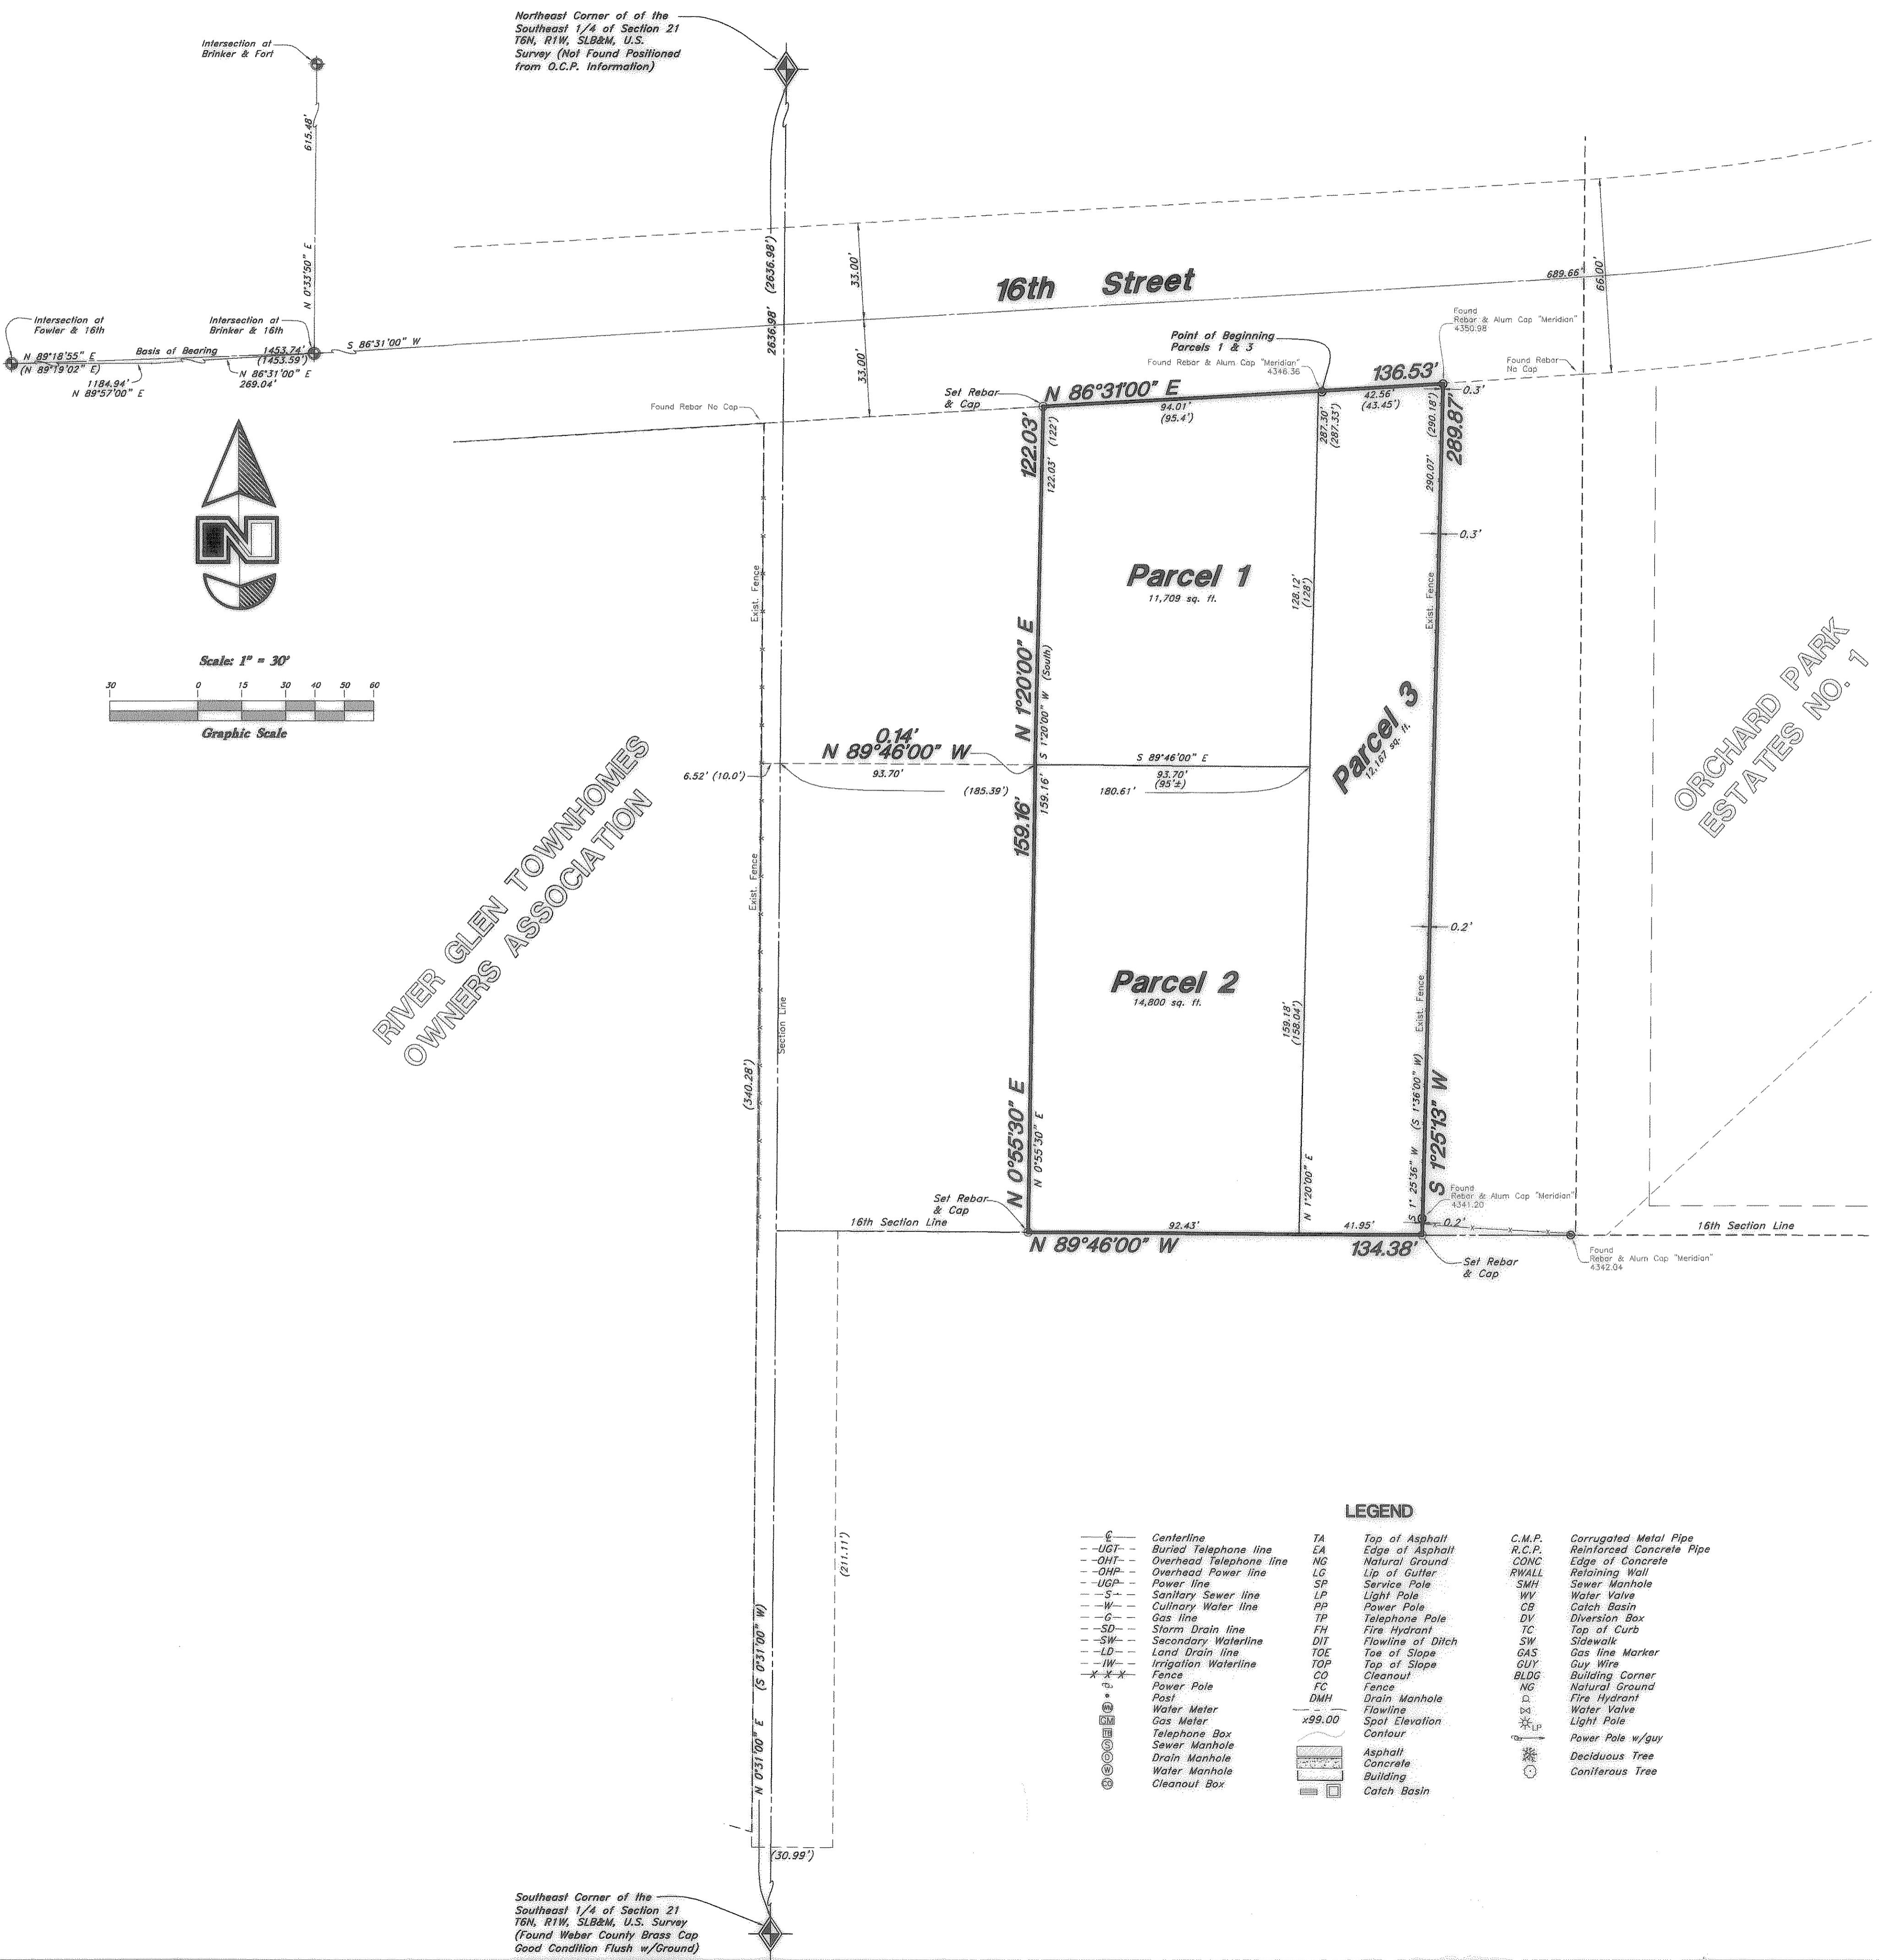 Northeast Corner of of the
Southeast 1/4 of Section 21
T6N, R1W, SLB&M, U.S.
Survey (Not Found Positioned
from O.C.P. Information)
Intersection at
Brinker & Fort
615.48'
N 0°33'50" E
Intersection at
Fowler & 16th
Intersection at
Brinker & 16th
N 89°18'55" E
(N 89°19'02" E)
Basis of Bearing
1453.74'
(1453.59')
S 86°31'00" W
1184.94'
N 89°57'00" E
N 86°31'00" E
269.04'
2636.98' (2636.98')
33.00'
33.00'
16th Street
689.66'
66.00'
Point of Beginning
Parcels 1 & 3
Found Rebar & Alum Cap "Meridian"
4346.36
Found
Rebar & Alum Cap "Meridian"
4350.98
Found Rebar
No Cap
Found Rebar No Cap
Set Rebar
& Cap
N 86°31'00" E
136.53'
94.01'
(95.4')
42.56'
(43.45')
0.3'
122.03'
122.03' (122')
287.30'
(287.33')
290.07' (290.18')
289.87'
0.3'
Exist. Fence
Exist. Fence
Parcel 1
11,709 sq. ft.
128.12'
(128')
N 1°20'00" E
S 1°20'00" W (South)
Scale: 1" = 30'
30 0 15 30 40 50 60
Graphic Scale
Parcel 3
12,167 sq. ft.
ORCHARD PARK
ESTATES NO. 1
0.14'
N 89°46'00" W
93.70'
S 89°46'00" E
93.70'
(95'±)
6.52' (10.0')
(185.39')
180.61'
159.16'
159.16'
RIVER GLEN TOWNHOMES
OWNERS ASSOCIATION
Exist. Fence
0.2'
Parcel 2
14,800 sq. ft.
159.18'
(158.04')
Exist. Fence
Section Line
(340.28')
N 0°55'30" E
N 0°55'30" E
N 1°20'00" E
S 1° 25'36" W (S 1°36'00" W)
S 1°25'13" W
Found
Rebar & Alum Cap "Meridian"
4341.20
Set Rebar
& Cap
16th Section Line
92.43'
41.95'
0.2'
16th Section Line
N 89°46'00" W
134.38'
Set Rebar
& Cap
Found
Rebar & Alum Cap "Meridian"
4342.04
(211.11')
N 0°31'00" E (S 0°31'00" W)
(30.99')
Southeast Corner of the
Southeast 1/4 of Section 21
T6N, R1W, SLB&M, U.S. Survey
(Found Weber County Brass Cap
Good Condition Flush w/Ground)
LEGEND
Centerline
UGT Buried Telephone line
OHT Overhead Telephone line
OHP Overhead Power line
UGP Power line
S Sanitary Sewer line
W Culinary Water line
G Gas line
SD Storm Drain line
SW Secondary Waterline
LD Land Drain line
IW Irrigation Waterline
X X X Fence
Power Pole
Post
WM Water Meter
GM Gas Meter
TB Telephone Box
S Sewer Manhole
D Drain Manhole
W Water Manhole
CO Cleanout Box
TA Top of Asphalt
EA Edge of Asphalt
NG Natural Ground
LG Lip of Gutter
SP Service Pole
LP Light Pole
PP Power Pole
TP Telephone Pole
FH Fire Hydrant
DIT Flowline of Ditch
TOE Toe of Slope
TOP Top of Slope
CO Cleanout
FC Fence
DMH Drain Manhole
Flowline
x99.00 Spot Elevation
Contour
Asphalt
Concrete
Building
Catch Basin
C.M.P. Corrugated Metal Pipe
R.C.P. Reinforced Concrete Pipe
CONC Edge of Concrete
RWALL Retaining Wall
SMH Sewer Manhole
WV Water Valve
CB Catch Basin
DV Diversion Box
TC Top of Curb
SW Sidewalk
GAS Gas line Marker
GUY Guy Wire
BLDG Building Corner
NG Natural Ground
Fire Hydrant
Water Valve
LP Light Pole
Power Pole w/guy
Deciduous Tree
Coniferous Tree